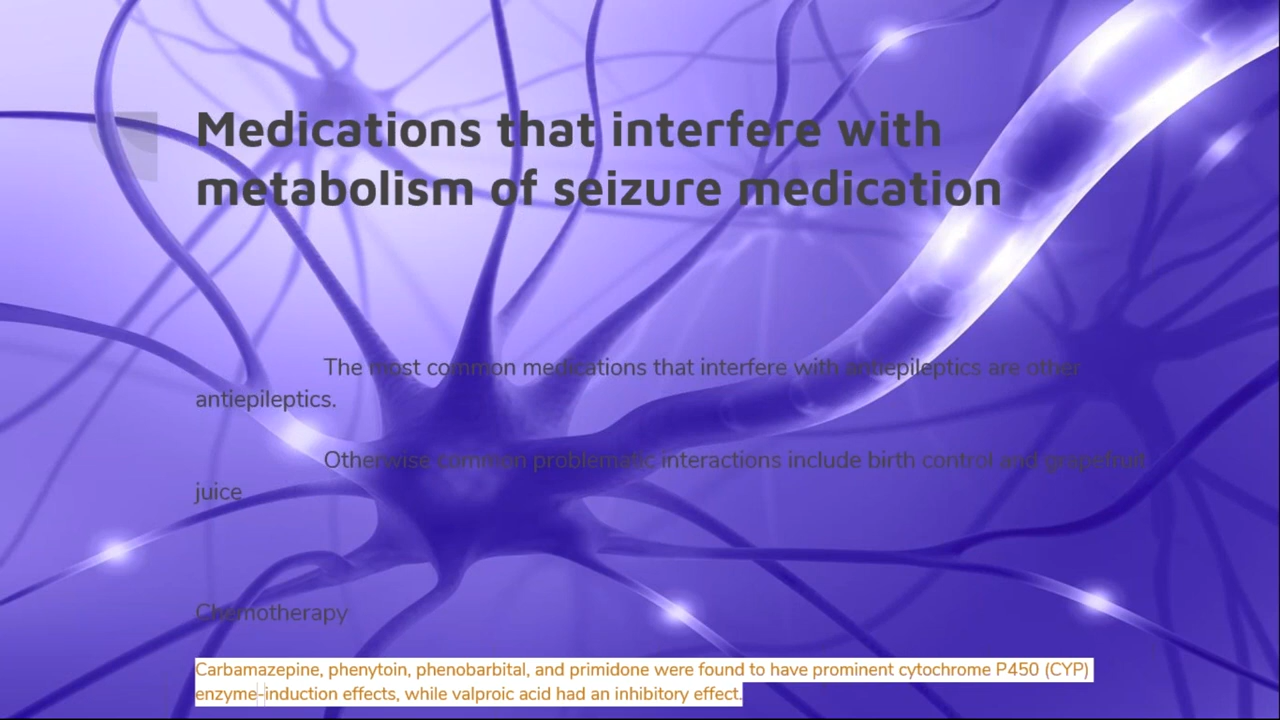 Medications that interfere with
metabolism of seizure medication
The most common medications that interfere with antiepileptics are other
antiepileptics.
Otherwise common problematic interactions include birth control and grapefruit
juice
Chemotherapy
Carbamazepine, phenytoin, phenobarbital, and primidone were found to have prominent cytochrome P450 (CYP)
enzyme-induction effects, while valproic acid had an inhibitory effect.